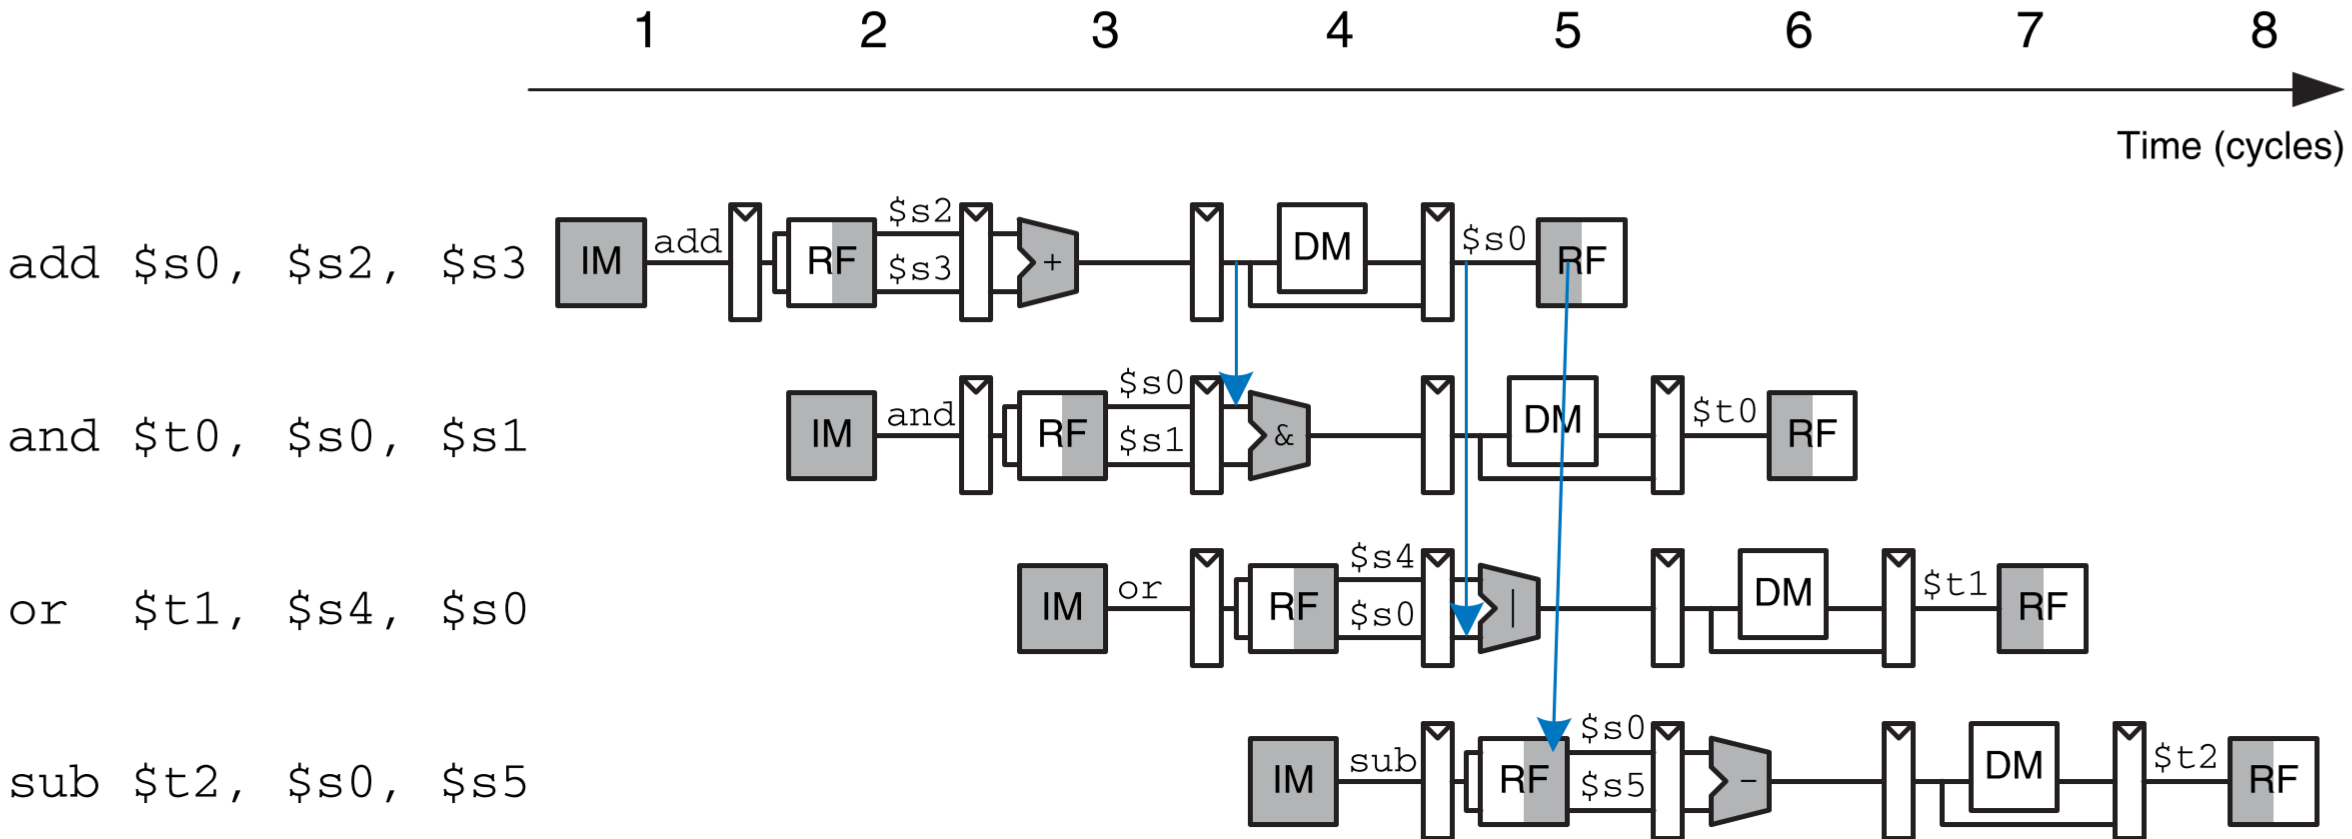 1 2 3 4 5 6 7 8
Time (cycles)
add $s0, $s2, $s3 IM add RF $s2 $s3 + DM $s0 RF
and $t0, $s0, $s1 IM and RF $s0 $s1 & DM $t0 RF
or $t1, $s4, $s0 IM or RF $s4 $s0 | DM $t1 RF
sub $t2, $s0, $s5 IM sub RF $s0 $s5 - DM $t2 RF